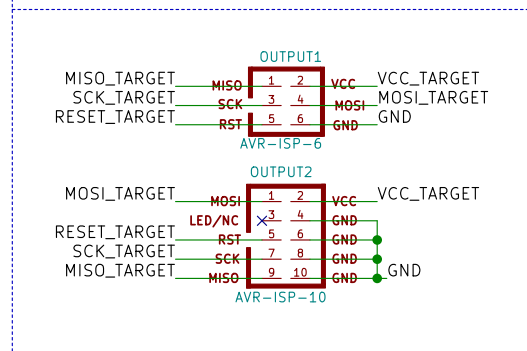 OUTPUT1
MISO_TARGET MISO 1 2 VCC VCC_TARGET
SCK_TARGET SCK 3 4 MOSI MOSI_TARGET
RESET_TARGET RST 5 6 GND GND
AVR-ISP-6
OUTPUT2
MOSI_TARGET MOSI 1 2 VCC VCC_TARGET
LED/NC 3 4 GND
RESET_TARGET RST 5 6 GND
SCK_TARGET SCK 7 8 GND
MISO_TARGET MISO 9 10 GND GND
AVR-ISP-10